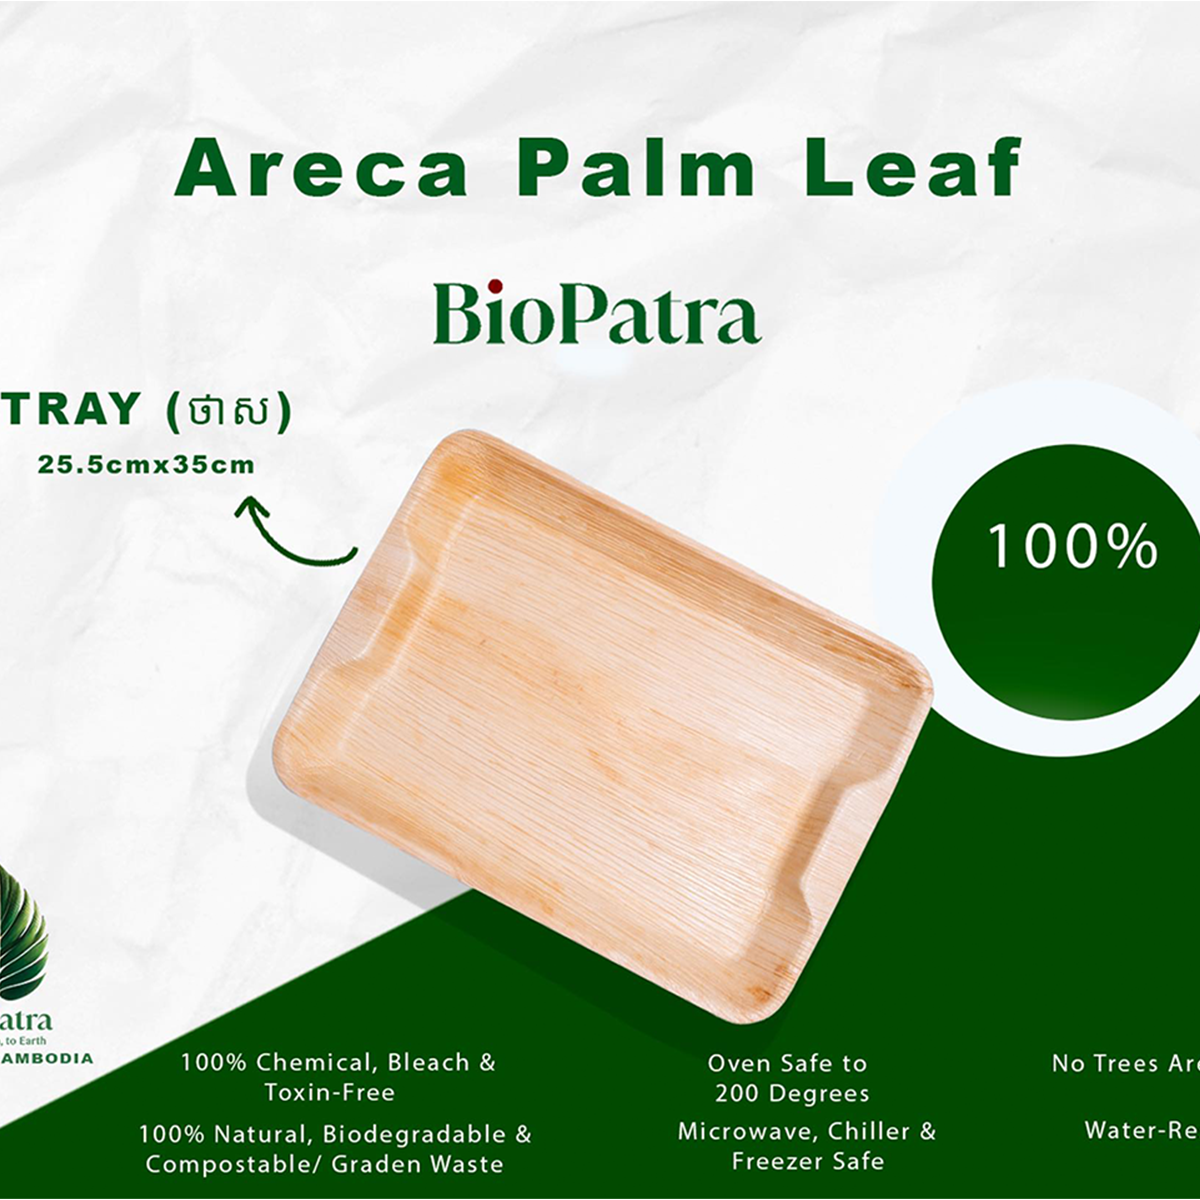 Areca Palm Leaf
BioPatra
TRAY (ថាស)
25.5cmx35cm
100%
atra
, to Earth
AMBODIA
100% Chemical, Bleach &
Toxin-Free
100% Natural, Biodegradable &
Compostable/ Graden Waste
Oven Safe to
200 Degrees
Microwave, Chiller &
Freezer Safe
No Trees Are
Water-Re